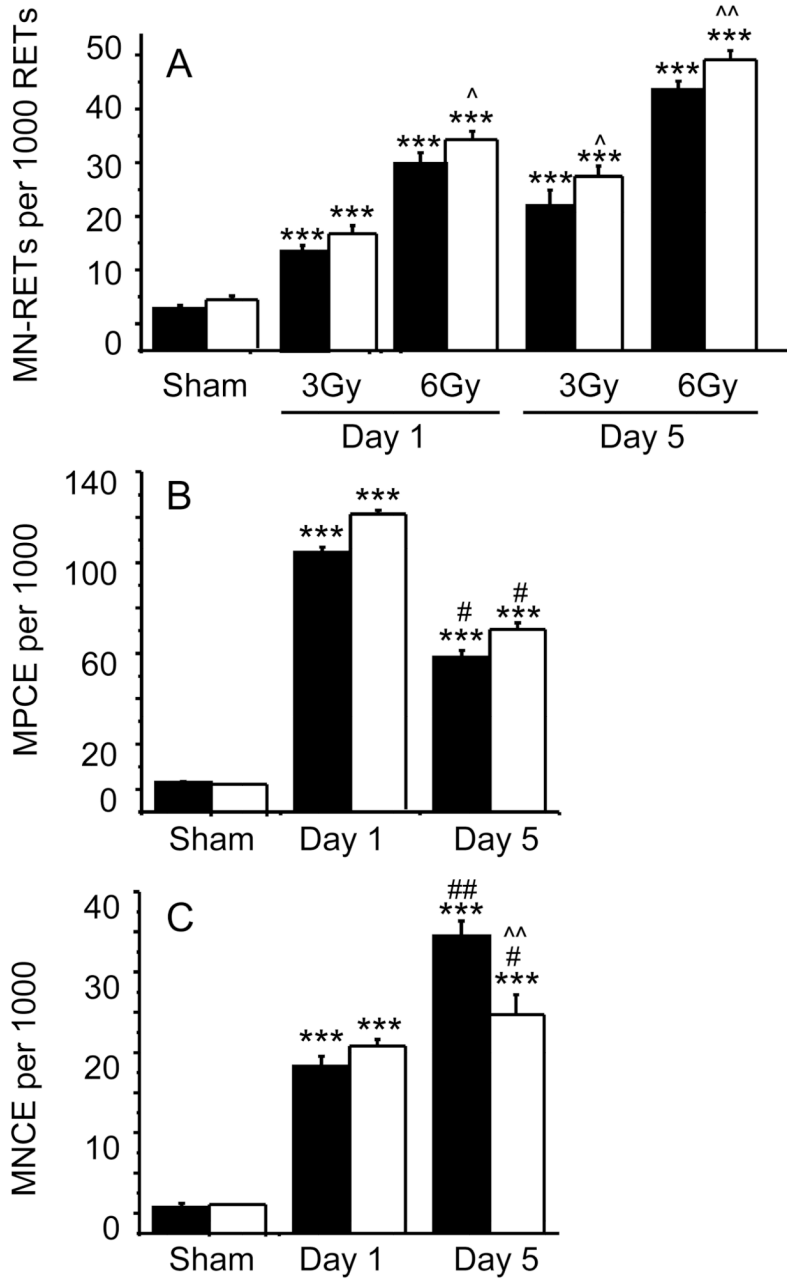 MN-RETs per 1000 RETs
A
50
40
30
20
10
0
*** *** *** ^ *** *** ^ *** *** ^^ ***
Sham 3Gy 6Gy 3Gy 6Gy
Day 1 Day 5
MPCE per 1000
B
140
100
60
20
0
*** *** # *** # ***
Sham Day 1 Day 5
MNCE per 1000
C
40
30
20
10
0
*** *** ## *** ^^ # ***
Sham Day 1 Day 5